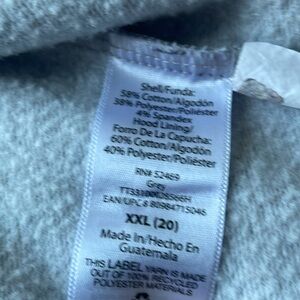 Shell/Funda:
58% Cotton/Algodón
38% Polyester/Poliéster
4% Spandex
Hood Lining/
Forro De La Capucha:
60% Cotton/Algodón
40% Polyester/Poliéster
RN# 52469
Grey
EAN/UPC 8 80984715046
XXL (20)
Made in/Hecho En
Guatemala
THIS LABEL YARN IS MADE
OUT OF 100% RECYCLED
POLYESTER MATERIALS